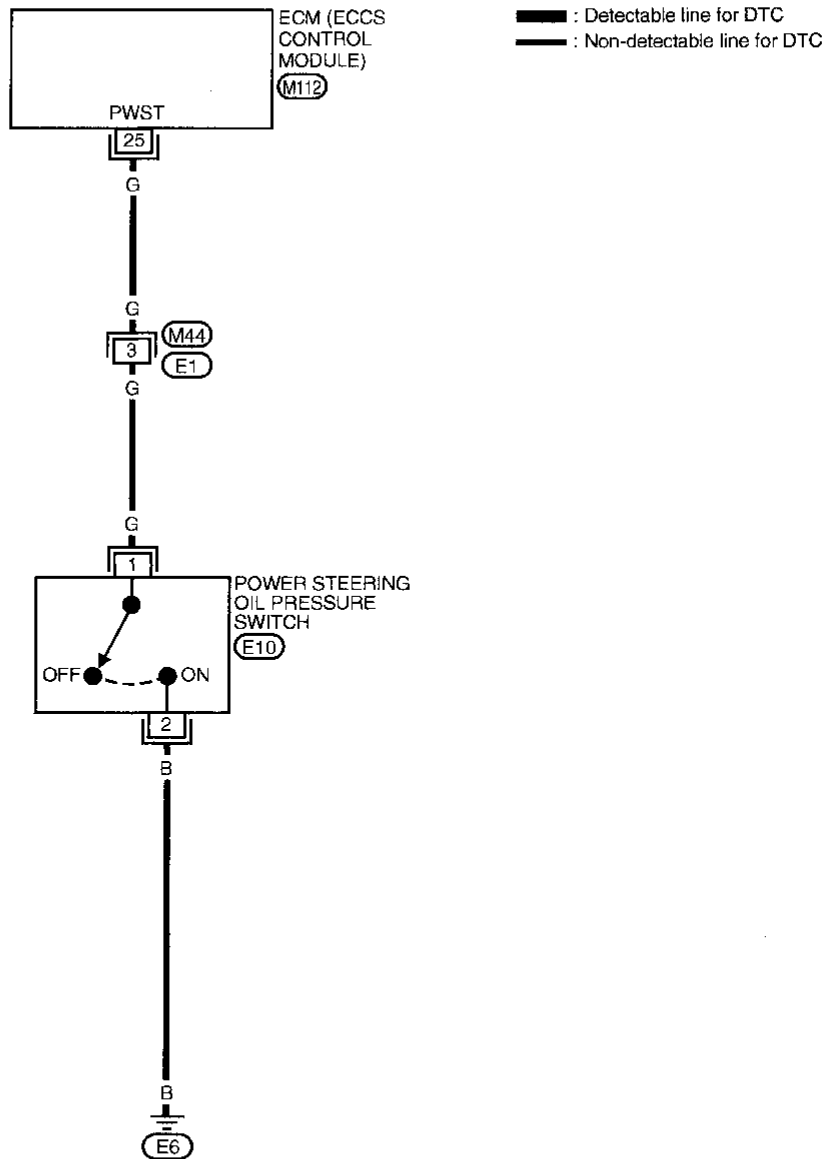 ECM (ECCS
CONTROL
MODULE)
M112
: Detectable line for DTC
: Non-detectable line for DTC
PWST
25
G
G
M44
3
E1
G
G
1
POWER STEERING
OIL PRESSURE
SWITCH
E10
OFF
ON
2
B
B
E6